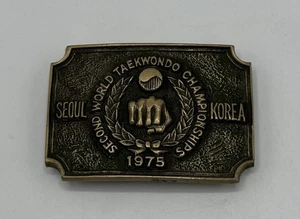 SECOND WORLD TAEKWONDO CHAMPIONSHIPS
SEOUL KOREA
1975